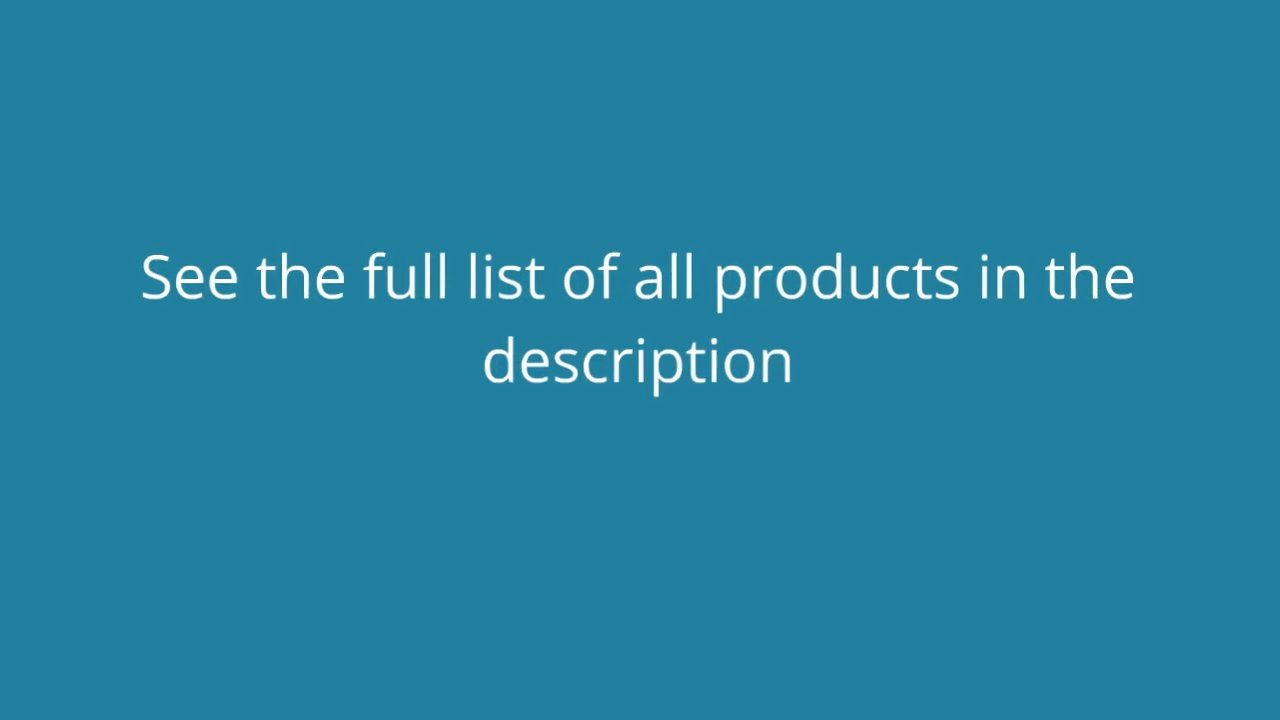 See the full list of all products in the
description